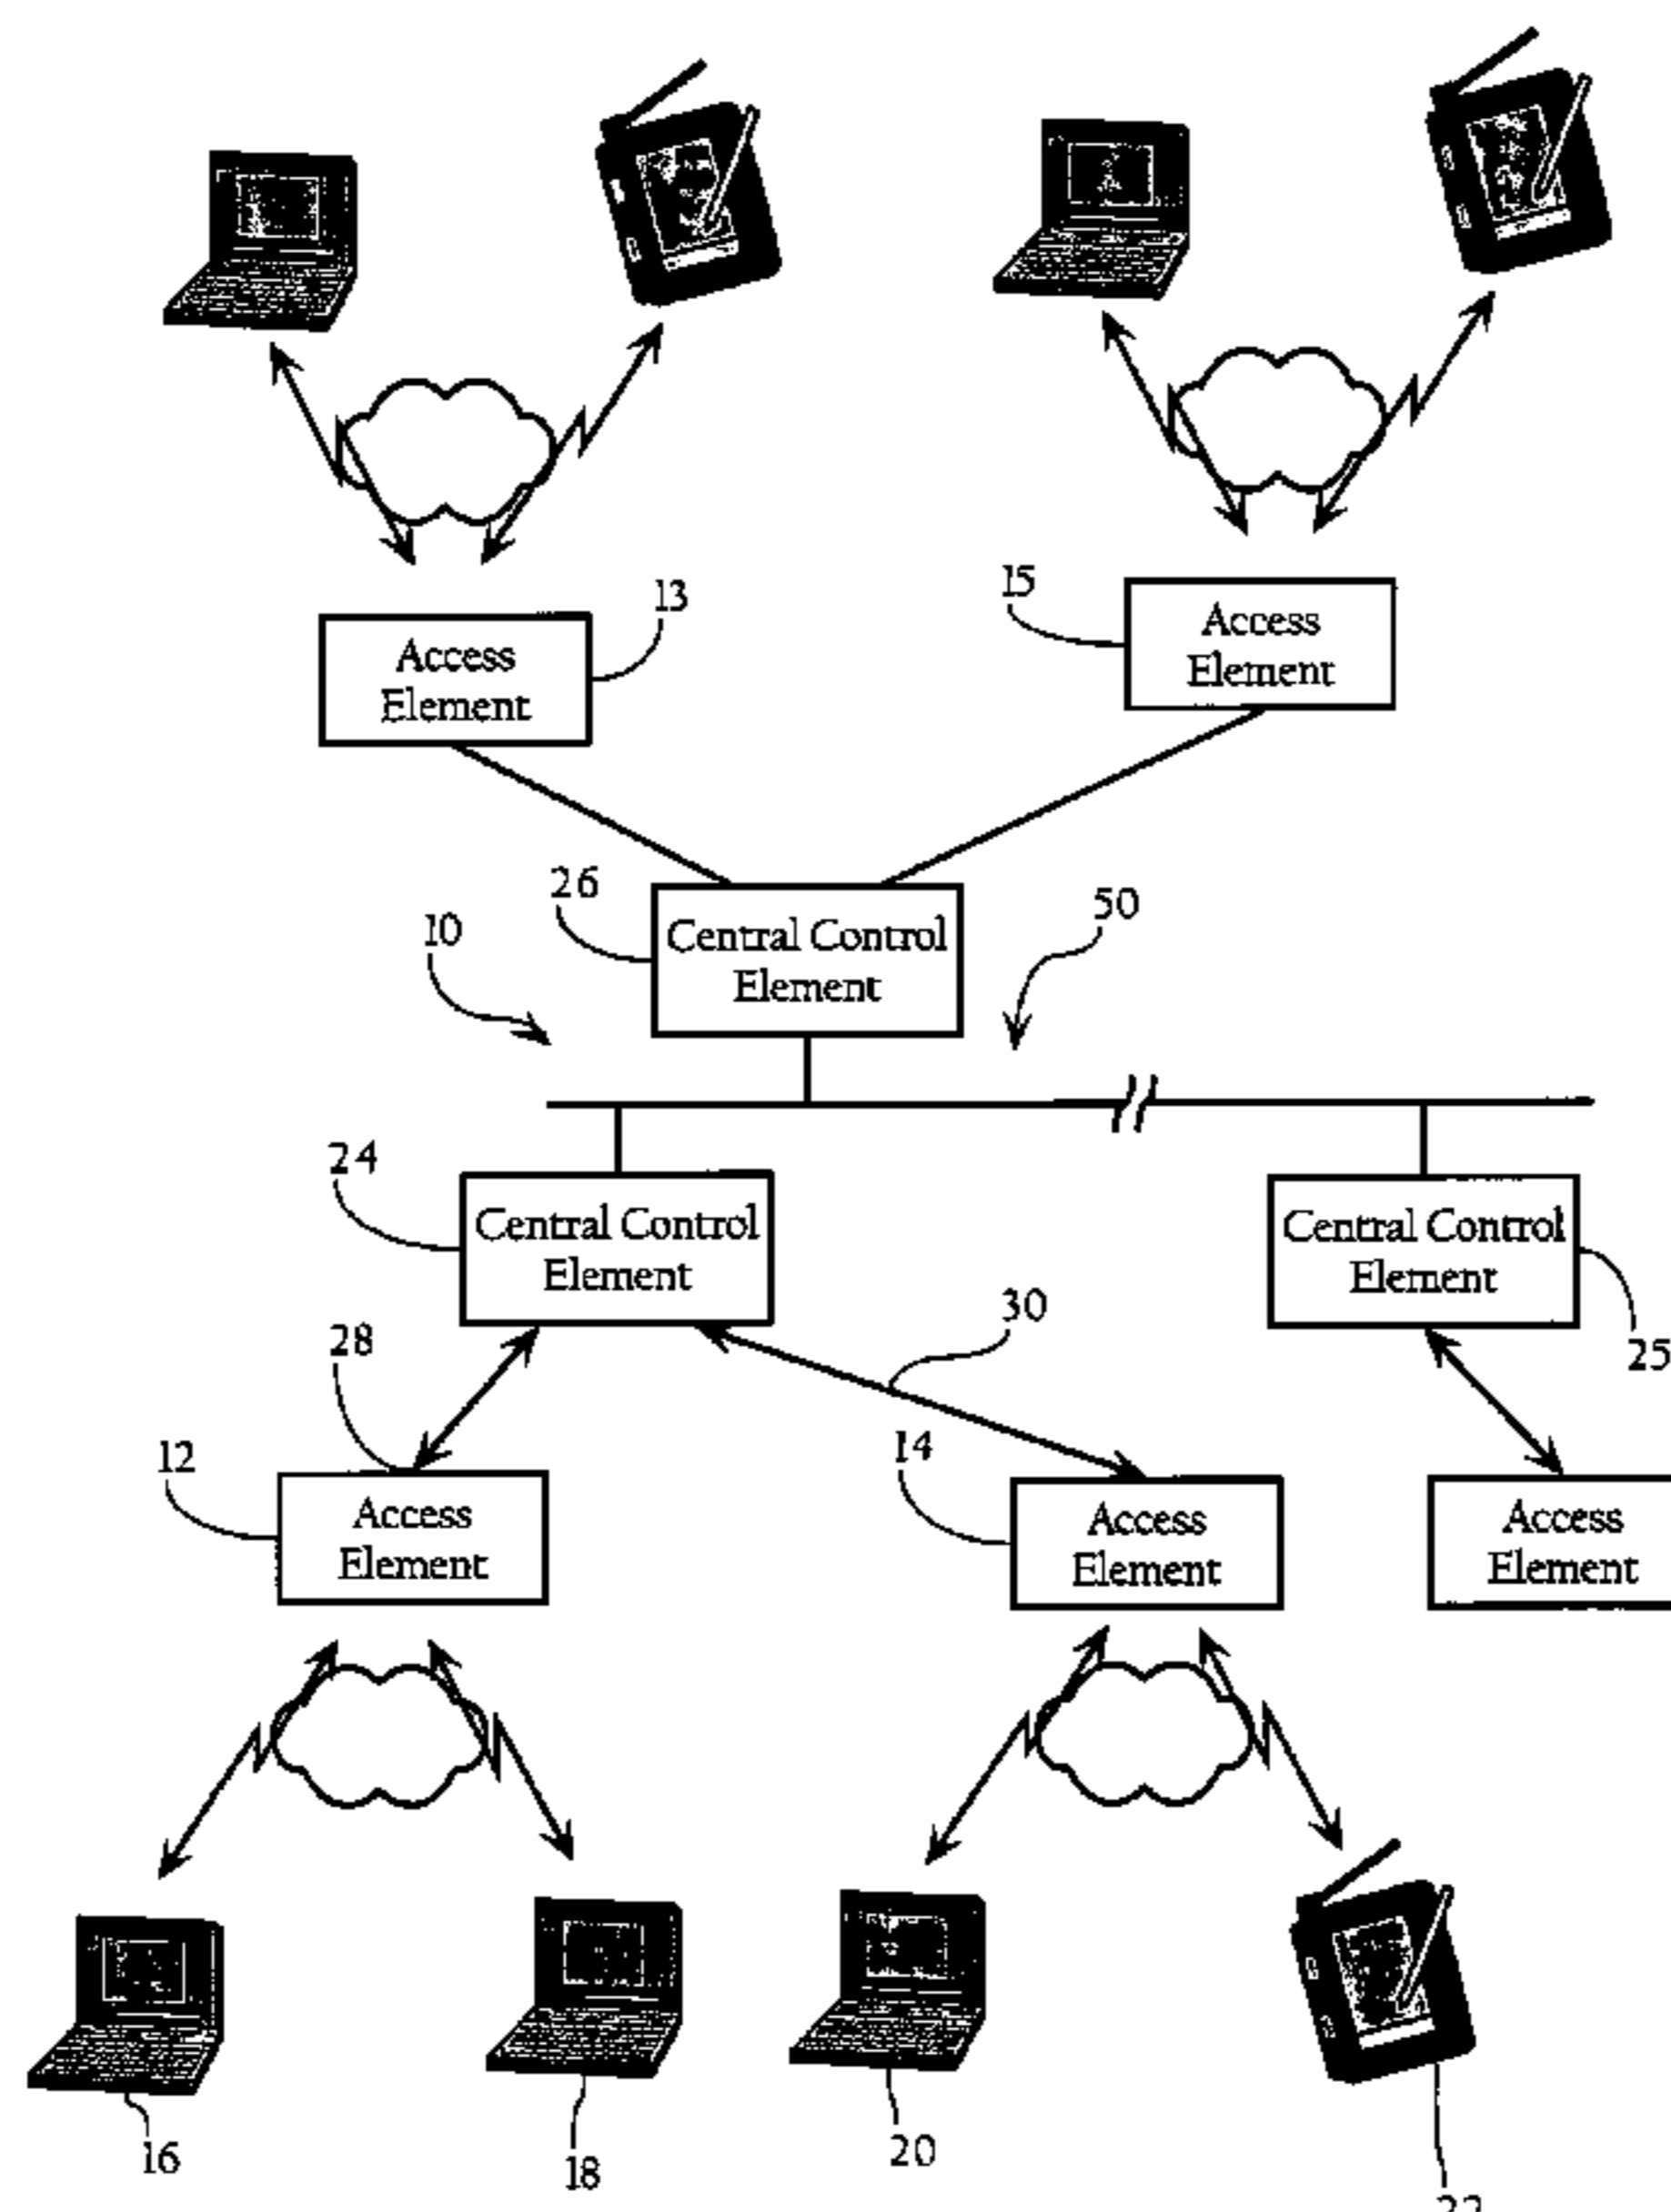 13
15
Access
Element
Access
Element
26
50
10
Central Control
Element
24
Central Control
Element
Central Control
Element
30
28
25
14
12
Access
Element
Access
Element
Access
Element
16
18
20